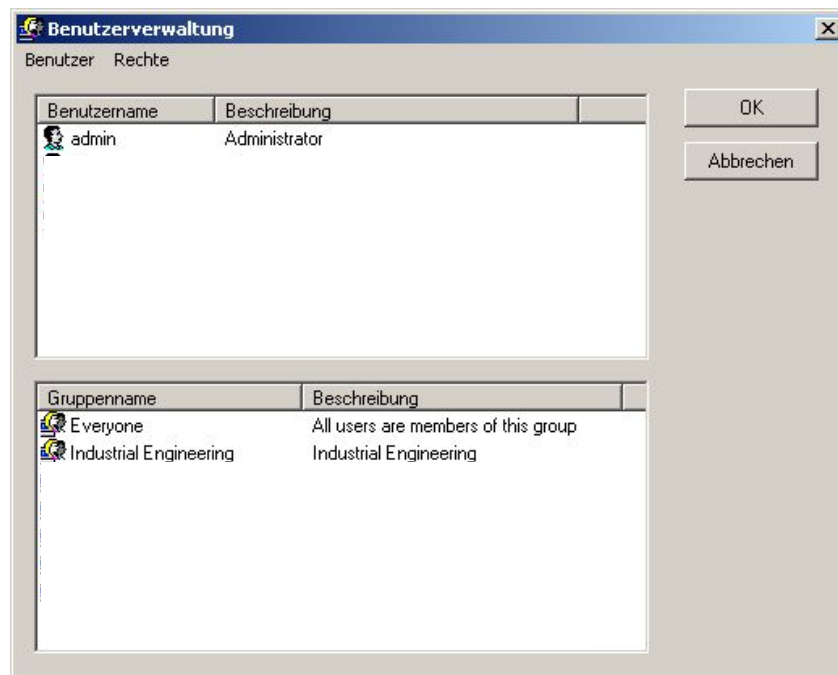 Benutzerverwaltung
Benutzer Rechte
Benutzername Beschreibung
admin Administrator
OK
Abbrechen
Gruppenname Beschreibung
Everyone All users are members of this group
Industrial Engineering Industrial Engineering